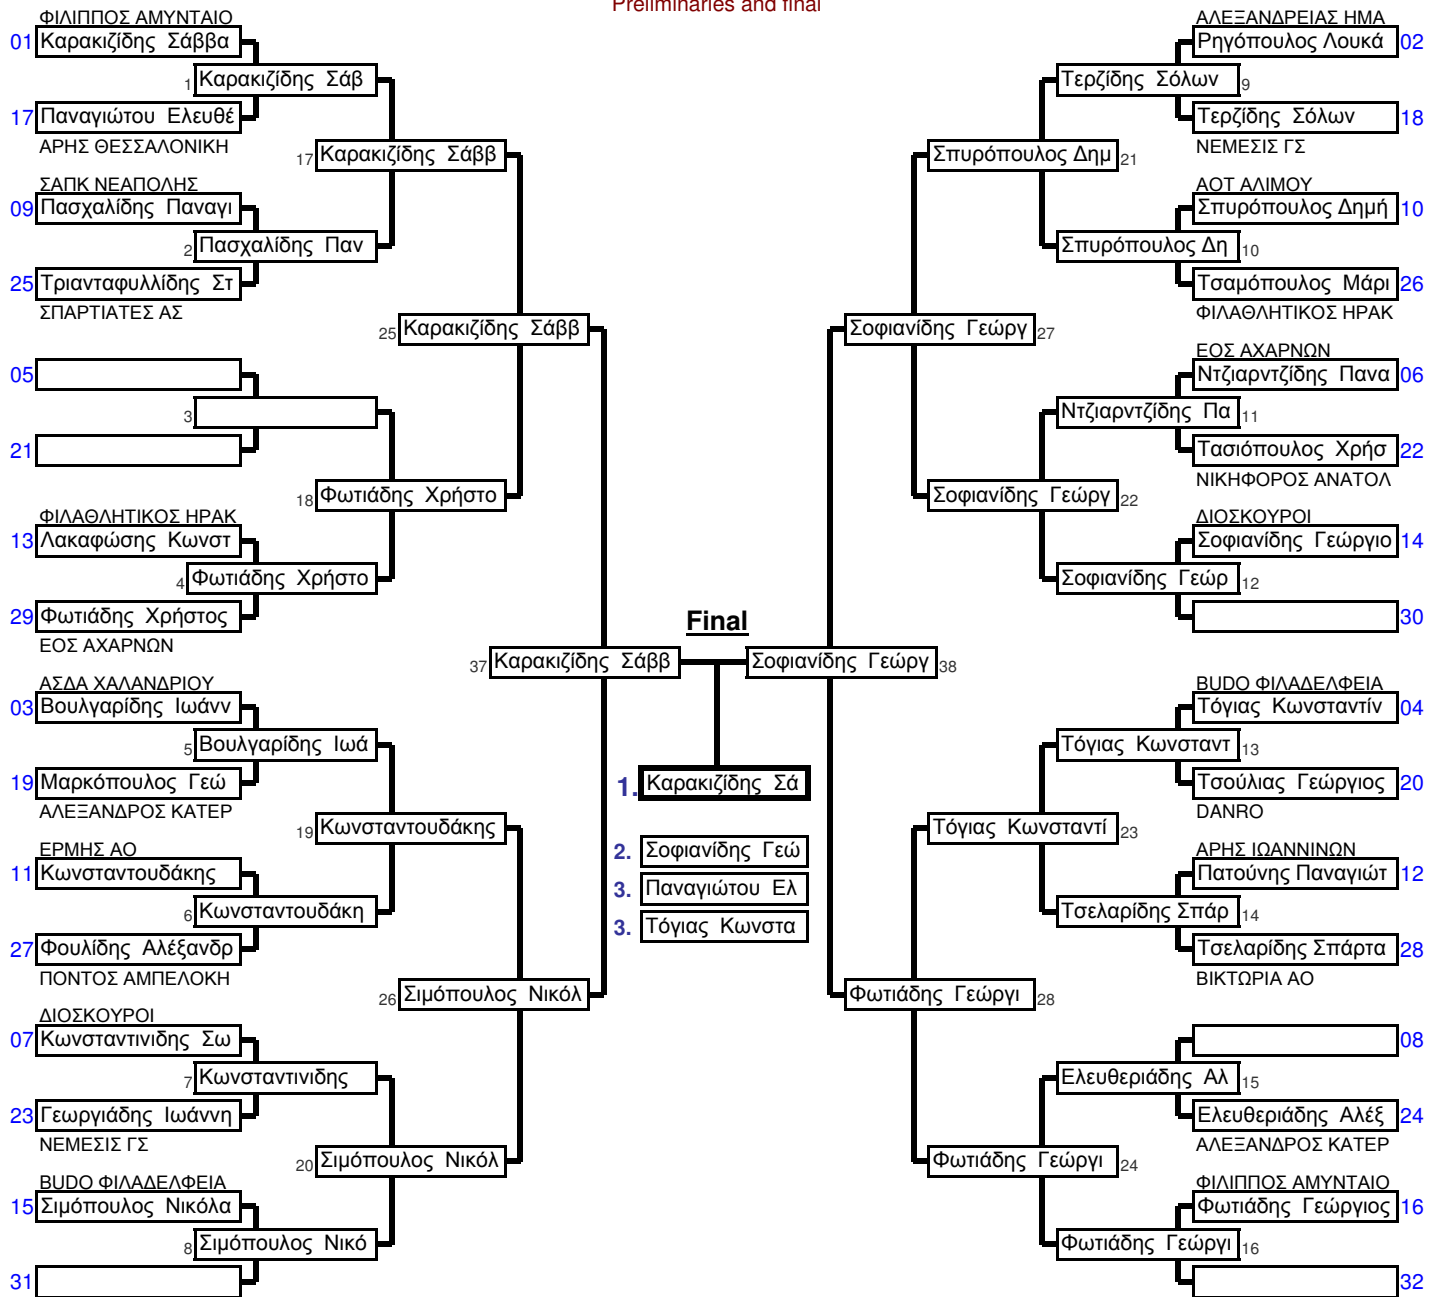 Preliminaries and final
ΦΙΛΙΠΠΟΣ ΑΜΥΝΤΑΙΟ
01 Καρακιζίδης Σάββα
1 Καρακιζίδης Σάβ
17 Παναγιώτου Ελευθέ
ΑΡΗΣ ΘΕΣΣΑΛΟΝΙΚΗ
17 Καρακιζίδης Σάββ
ΣΑΠΚ ΝΕΑΠΟΛΗΣ
09 Πασχαλίδης Παναγι
2 Πασχαλίδης Παν
25 Τριανταφυλλίδης Στ
ΣΠΑΡΤΙΑΤΕΣ ΑΣ
25 Καρακιζίδης Σάββ
05
3
21
18 Φωτιάδης Χρήστο
ΦΙΛΑΘΛΗΤΙΚΟΣ ΗΡΑΚ
13 Λακαφώσης Κωνστ
4 Φωτιάδης Χρήστο
29 Φωτιάδης Χρήστος
ΕΟΣ ΑΧΑΡΝΩΝ
37 Καρακιζίδης Σάββ
ΑΣΔΑ ΧΑΛΑΝΔΡΙΟΥ
03 Βουλγαρίδης Ιωάνν
5 Βουλγαρίδης Ιωά
19 Μαρκόπουλος Γεώ
ΑΛΕΞΑΝΔΡΟΣ ΚΑΤΕΡ
19 Κωνσταντουδάκης
ΕΡΜΗΣ ΑΟ
11 Κωνσταντουδάκης
6 Κωνσταντουδάκη
27 Φουλίδης Αλέξανδρ
ΠΟΝΤΟΣ ΑΜΠΕΛΟΚΗ
26 Σιμόπουλος Νικόλ
ΔΙΟΣΚΟΥΡΟΙ
07 Κωνσταντινιδης Σω
7 Κωνσταντινιδης
23 Γεωργιάδης Ιωάννη
ΝΕΜΕΣΙΣ ΓΣ
20 Σιμόπουλος Νικόλ
BUDO ΦΙΛΑΔΕΛΦΕΙΑ
15 Σιμόπουλος Νικόλα
8 Σιμόπουλος Νικό
31
Final
1. Καρακιζίδης Σά
2. Σοφιανίδης Γεώ
3. Παναγιώτου Ελ
3. Τόγιας Κωνστα
ΑΛΕΞΑΝΔΡΕΙΑΣ ΗΜΑ
Ρηγόπουλος Λουκά 02
Τερζίδης Σόλων 9
Τερζίδης Σόλων 18
ΝΕΜΕΣΙΣ ΓΣ
Σπυρόπουλος Δημ 21
ΑΟΤ ΑΛΙΜΟΥ
Σπυρόπουλος Δημή 10
Σπυρόπουλος Δη 10
Τσαμόπουλος Μάρι 26
ΦΙΛΑΘΛΗΤΙΚΟΣ ΗΡΑΚ
Σοφιανίδης Γεώργ 27
ΕΟΣ ΑΧΑΡΝΩΝ
Ντζιαρντζίδης Πανα 06
Ντζιαρντζίδης Πα 11
Τασιόπουλος Χρήσ 22
ΝΙΚΗΦΟΡΟΣ ΑΝΑΤΟΛ
Σοφιανίδης Γεώργ 22
ΔΙΟΣΚΟΥΡΟΙ
Σοφιανίδης Γεώργιο 14
Σοφιανίδης Γεώρ 12
30
Σοφιανίδης Γεώργ 38
BUDO ΦΙΛΑΔΕΛΦΕΙΑ
Τόγιας Κωνσταντίν 04
Τόγιας Κωνσταντ 13
Τσούλιας Γεώργιος 20
DANRO
Τόγιας Κωνσταντί 23
ΑΡΗΣ ΙΩΑΝΝΙΝΩΝ
Πατούνης Παναγιώτ 12
Τσελαρίδης Σπάρ 14
Τσελαρίδης Σπάρτα 28
ΒΙΚΤΩΡΙΑ ΑΟ
Φωτιάδης Γεώργι 28
08
Ελευθεριάδης Αλ 15
Ελευθεριάδης Αλέξ 24
ΑΛΕΞΑΝΔΡΟΣ ΚΑΤΕΡ
Φωτιάδης Γεώργι 24
ΦΙΛΙΠΠΟΣ ΑΜΥΝΤΑΙΟ
Φωτιάδης Γεώργιος 16
Φωτιάδης Γεώργι 16
32